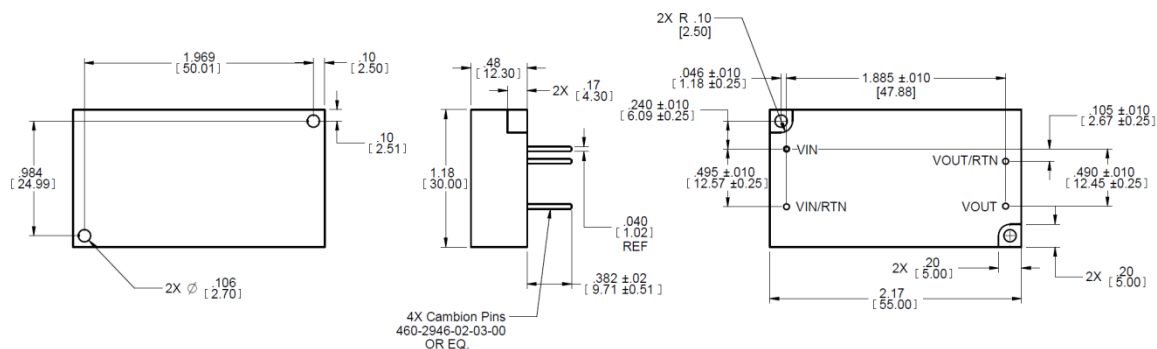 1.969
[ 50.01 ]
.10
[ 2.50 ]
.984
[ 24.99 ]
.10
[ 2.51 ]
2X Ø .106
[ 2.70 ]
.48
[ 12.30 ]
2X .17
[ 4.30 ]
1.18
[ 30.00 ]
.040
[ 1.02 ]
REF
.382 ±.02
[ 9.71 ±0.51 ]
4X Cambion Pins
460-2946-02-03-00
OR EQ.
2X R .10
[2.50]
.046 ±.010
[ 1.18 ±0.25 ]
1.885 ±.010
[47.88]
.240 ±.010
[ 6.09 ±0.25 ]
.105 ±.010
[ 2.67 ±0.25 ]
VIN
VOUT/RTN
.495 ±.010
[ 12.57 ±0.25 ]
.490 ±.010
[ 12.45 ±0.25 ]
VIN/RTN
VOUT
2X .20
[ 5.00 ]
2X .20
[ 5.00 ]
2.17
[ 55.00 ]